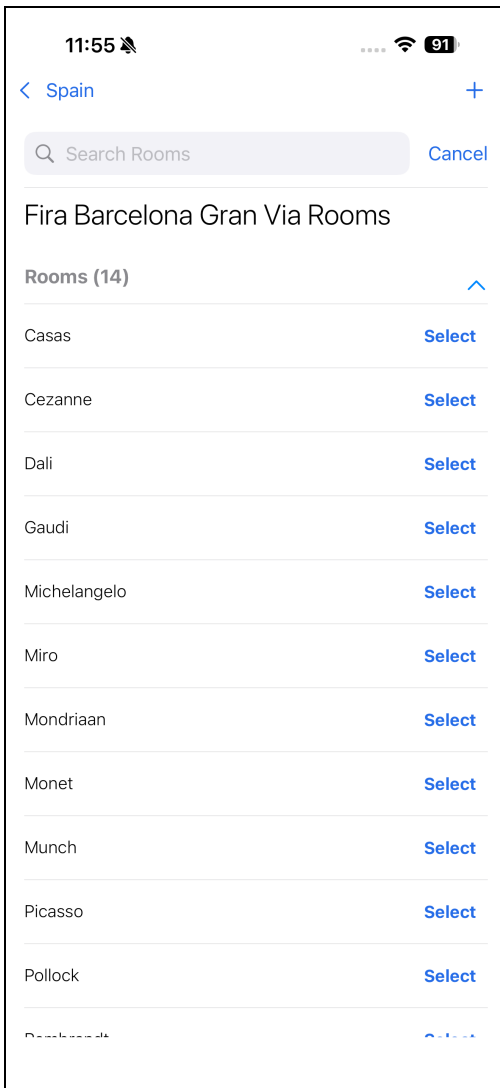 11:55
91
Spain
+
Search Rooms
Cancel
Fira Barcelona Gran Via Rooms
Rooms (14)
Casas Select
Cezanne Select
Dali Select
Gaudi Select
Michelangelo Select
Miro Select
Mondriaan Select
Monet Select
Munch Select
Picasso Select
Pollock Select